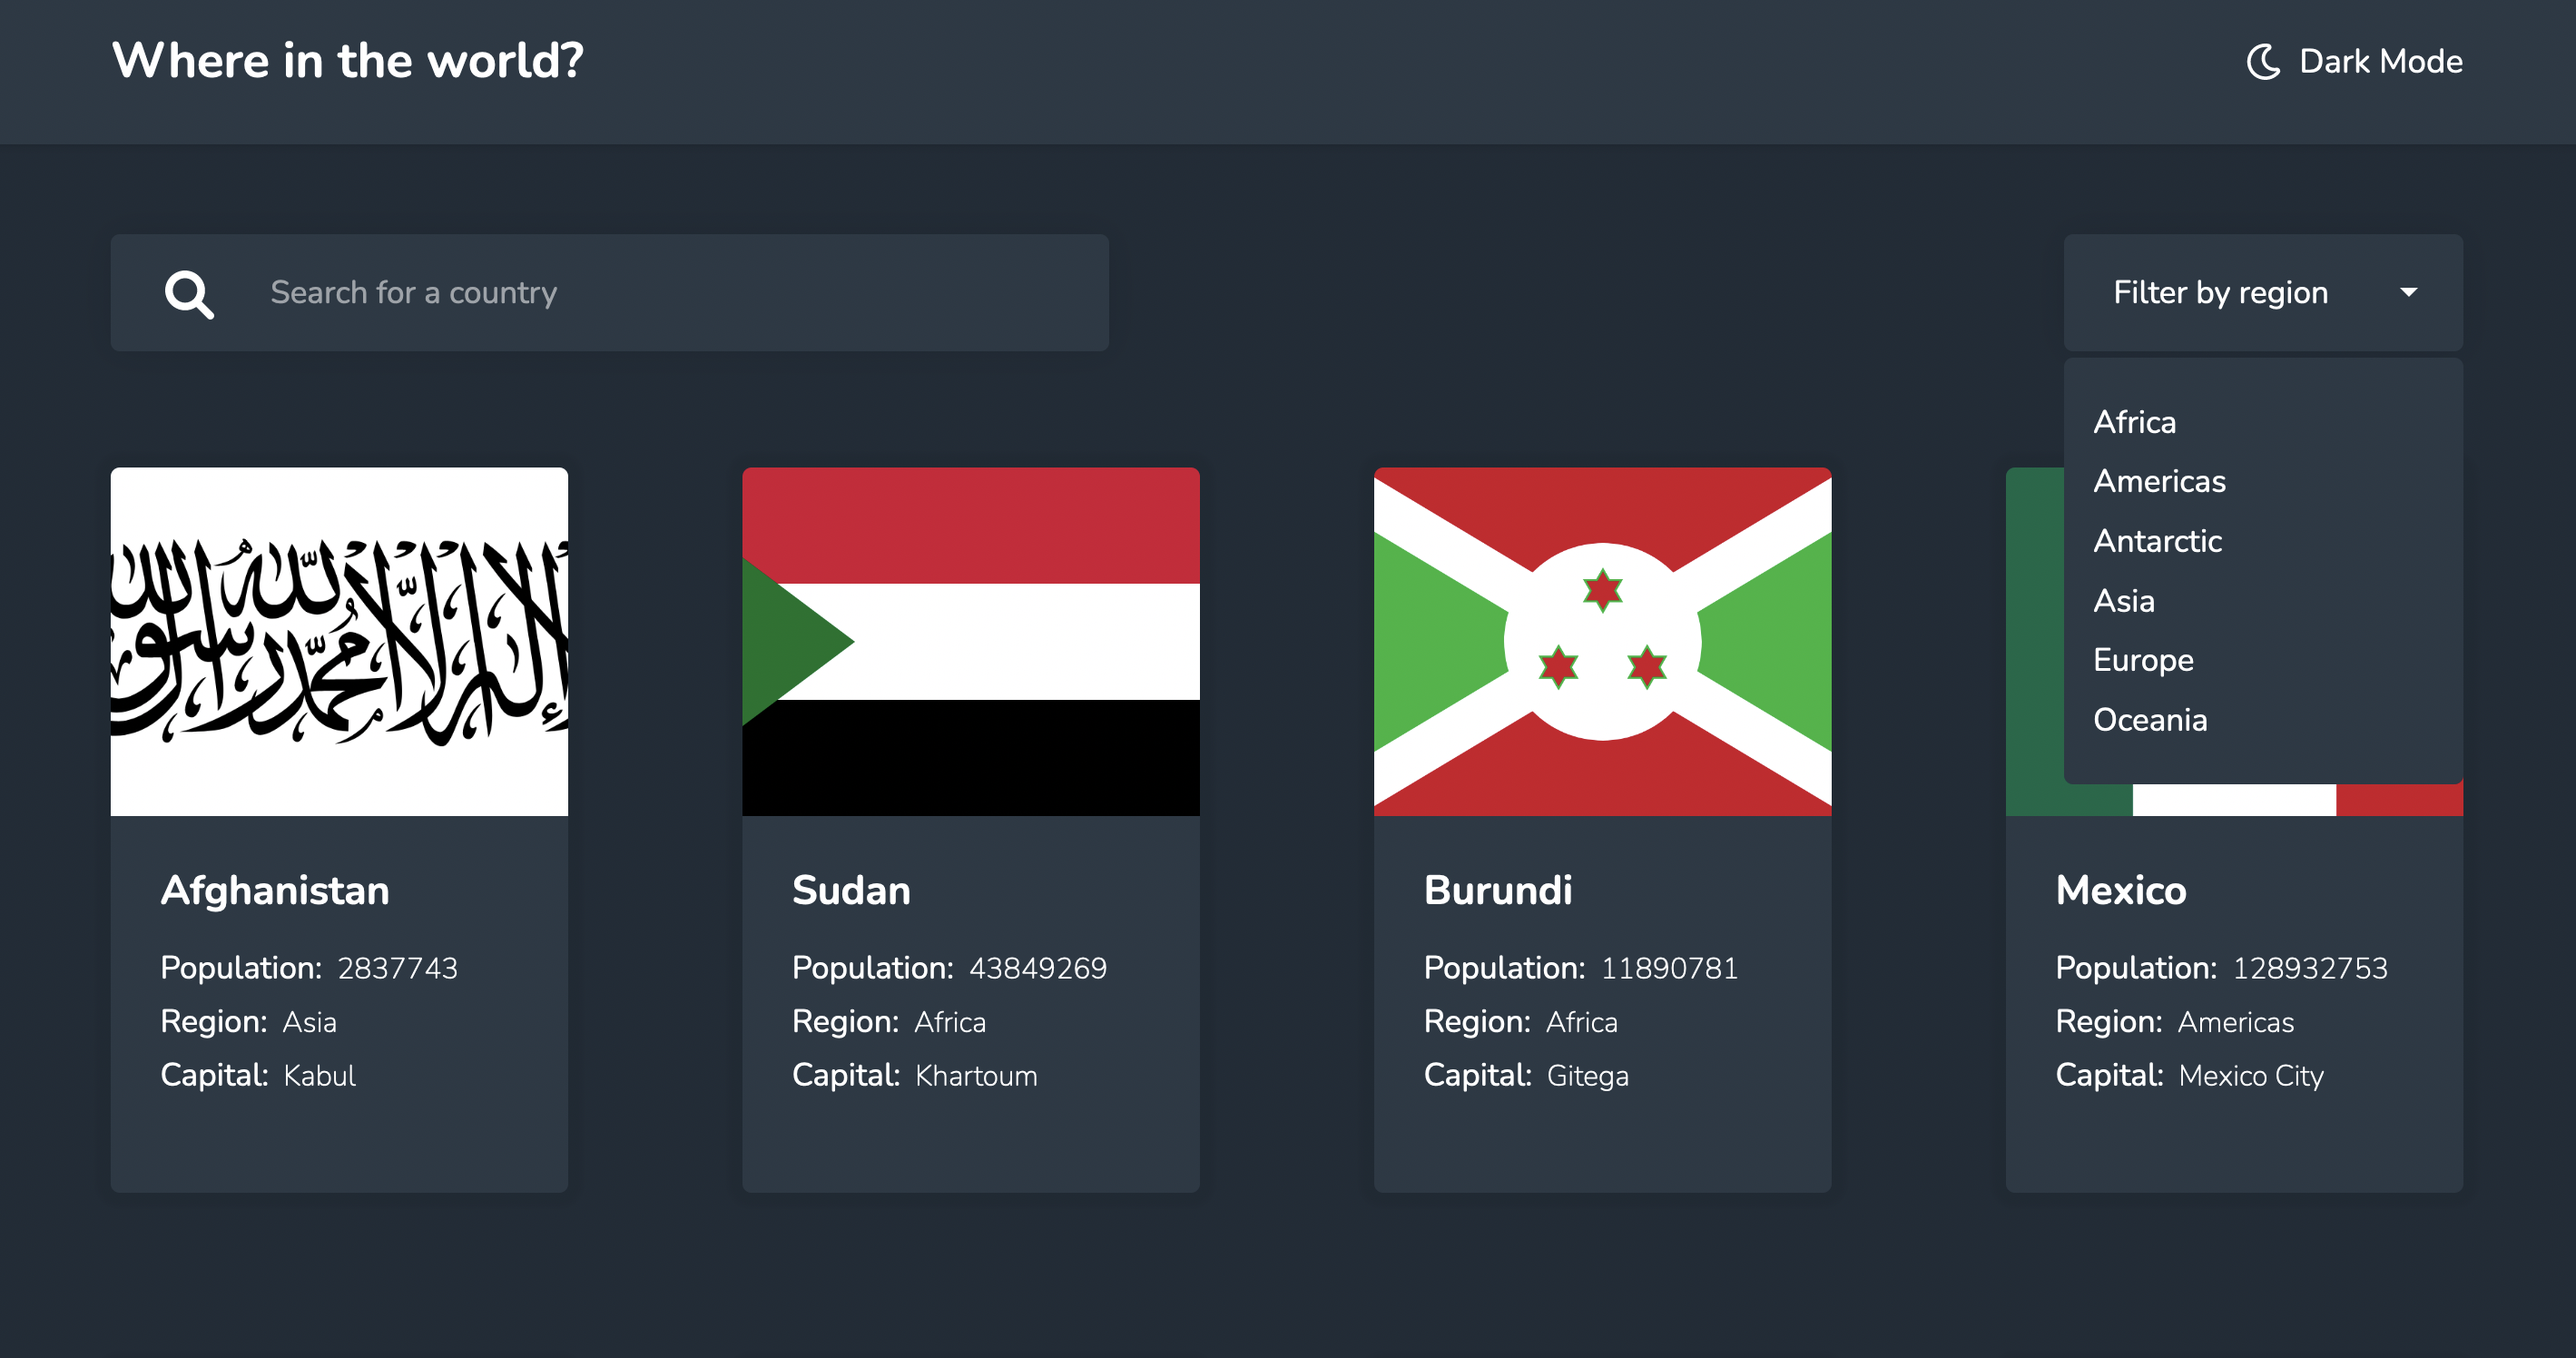 Where in the world?
Dark Mode
Search for a country
Filter by region
Africa
Americas
Antarctic
Asia
Europe
Oceania
لا إله إلا الله محمد رسول الله
Afghanistan
Population: 2837743
Region: Asia
Capital: Kabul
Sudan
Population: 43849269
Region: Africa
Capital: Khartoum
Burundi
Population: 11890781
Region: Africa
Capital: Gitega
Mexico
Population: 128932753
Region: Americas
Capital: Mexico City